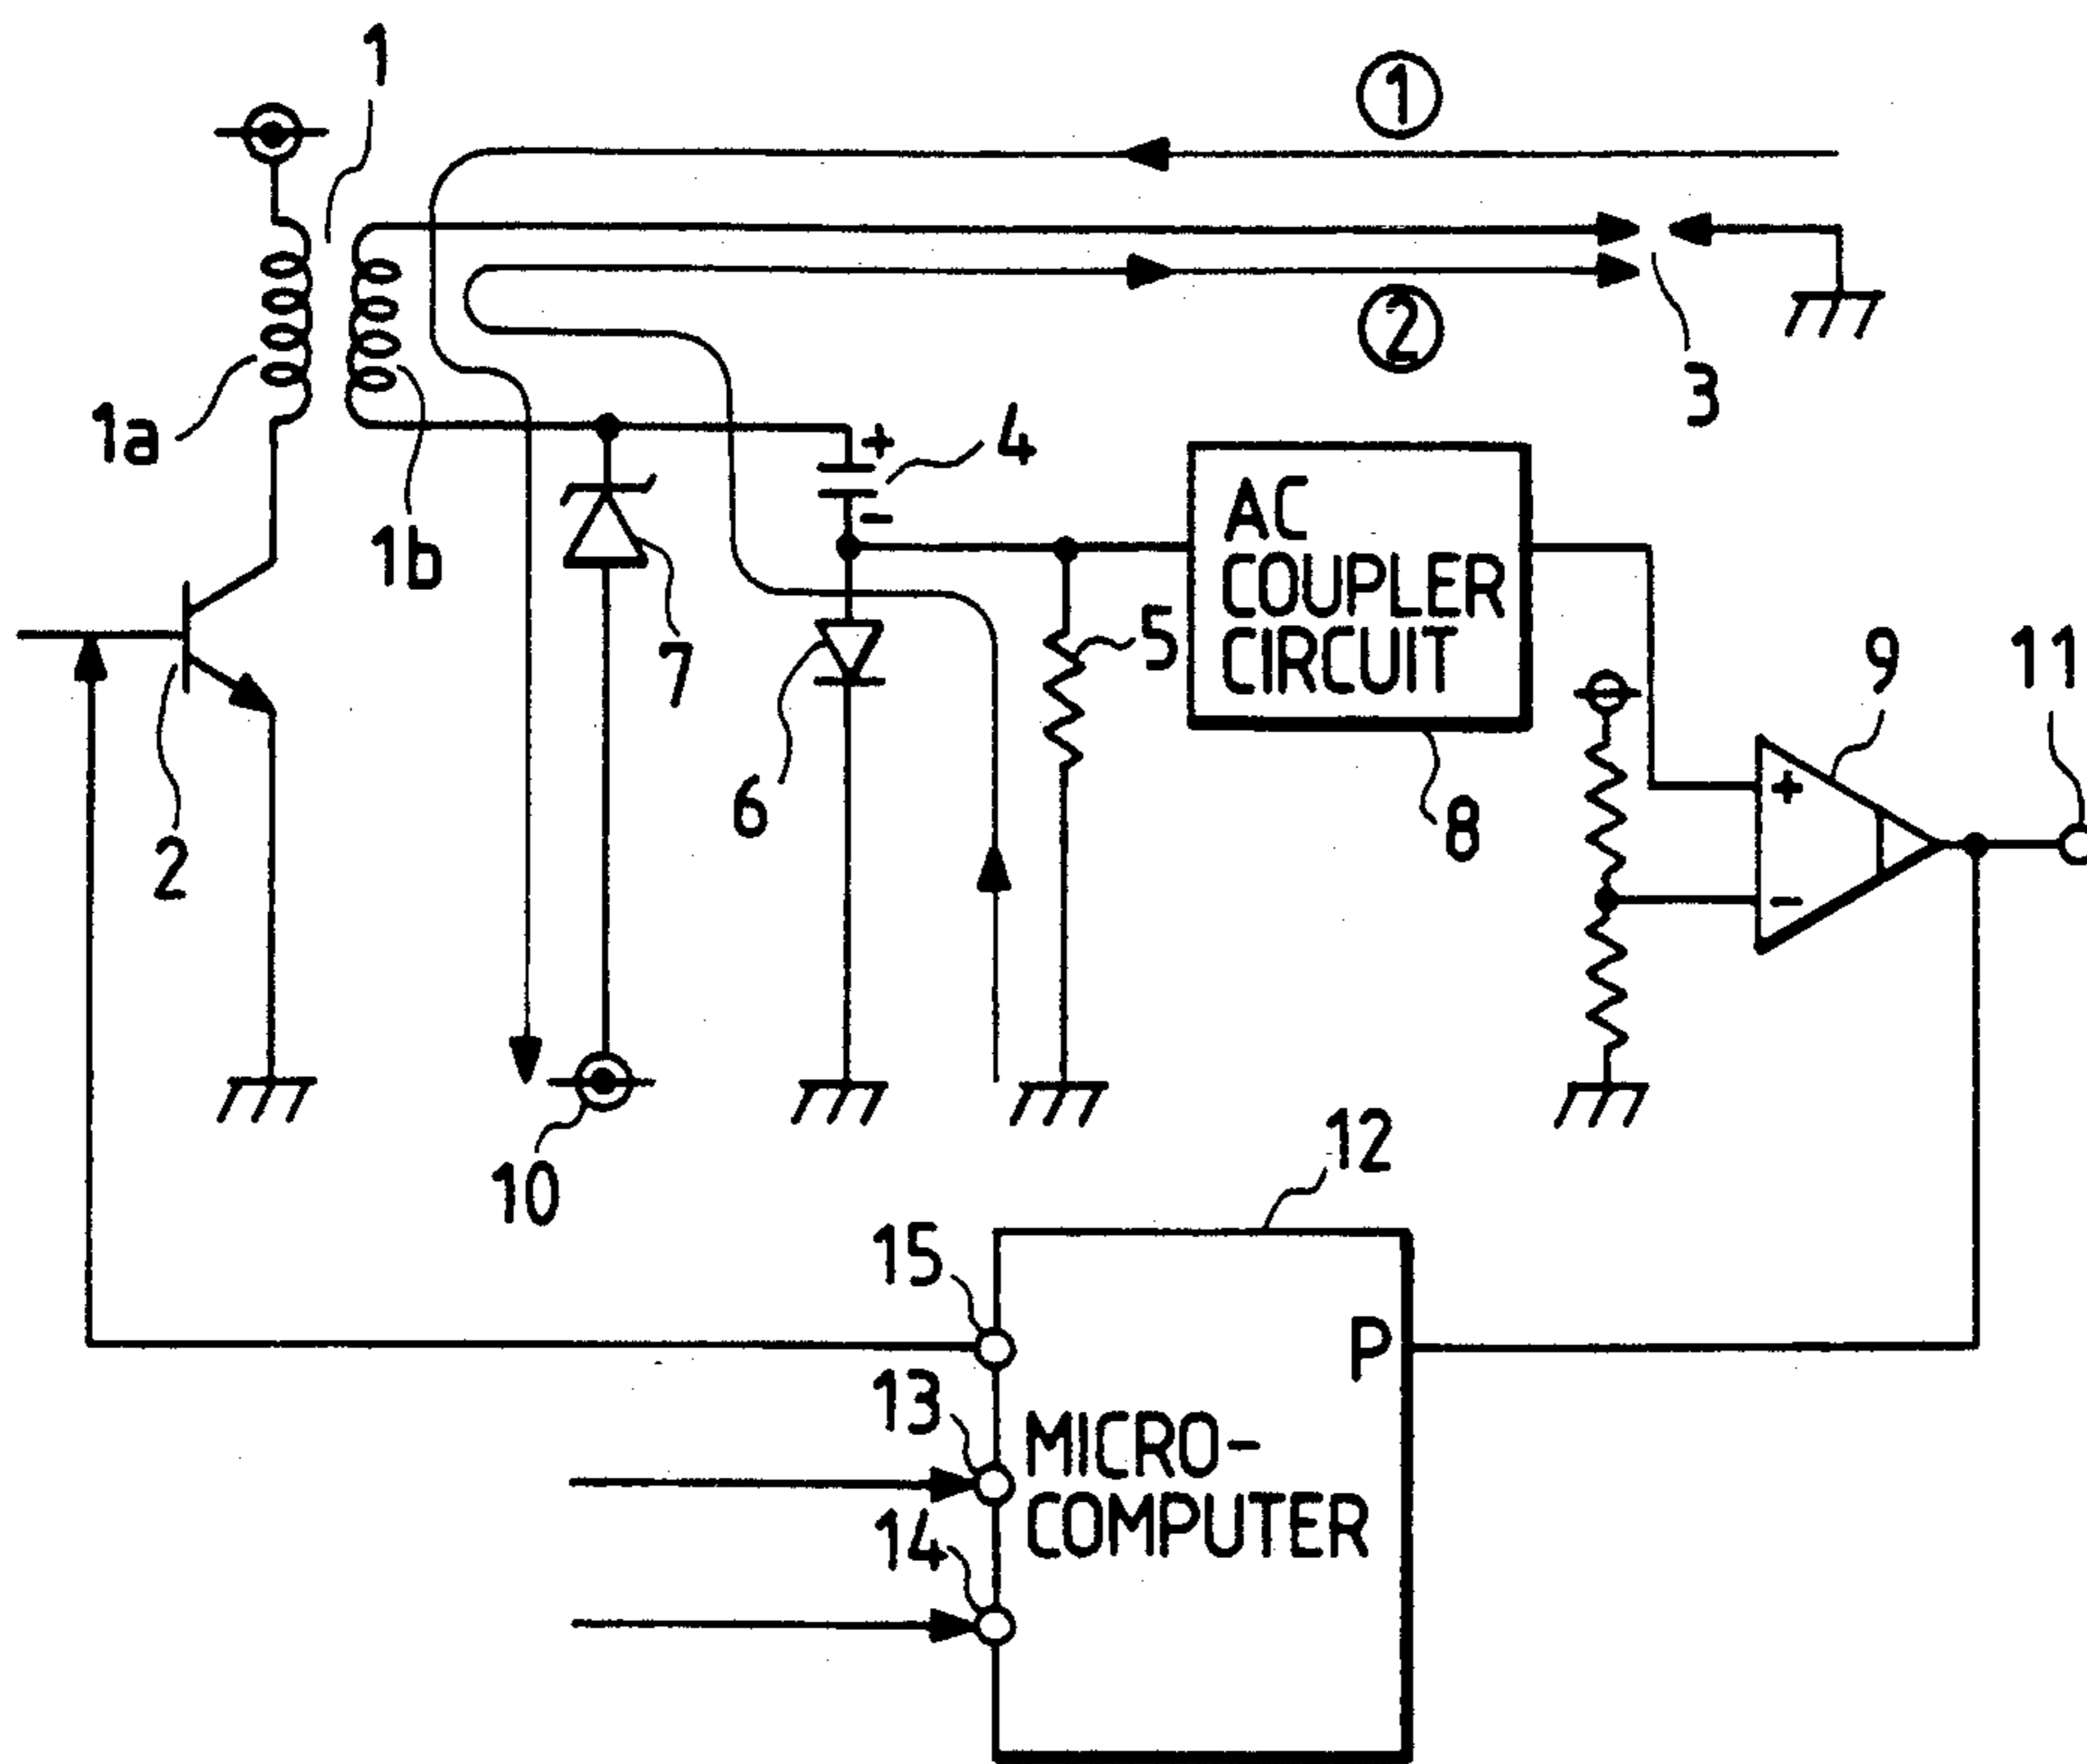 1
①
②
3
1a
1b
+
4
-
AC
COUPLER
CIRCUIT
5
7
6
2
8
9
11
+
-
10
12
15
P
13
MICRO-
COMPUTER
14